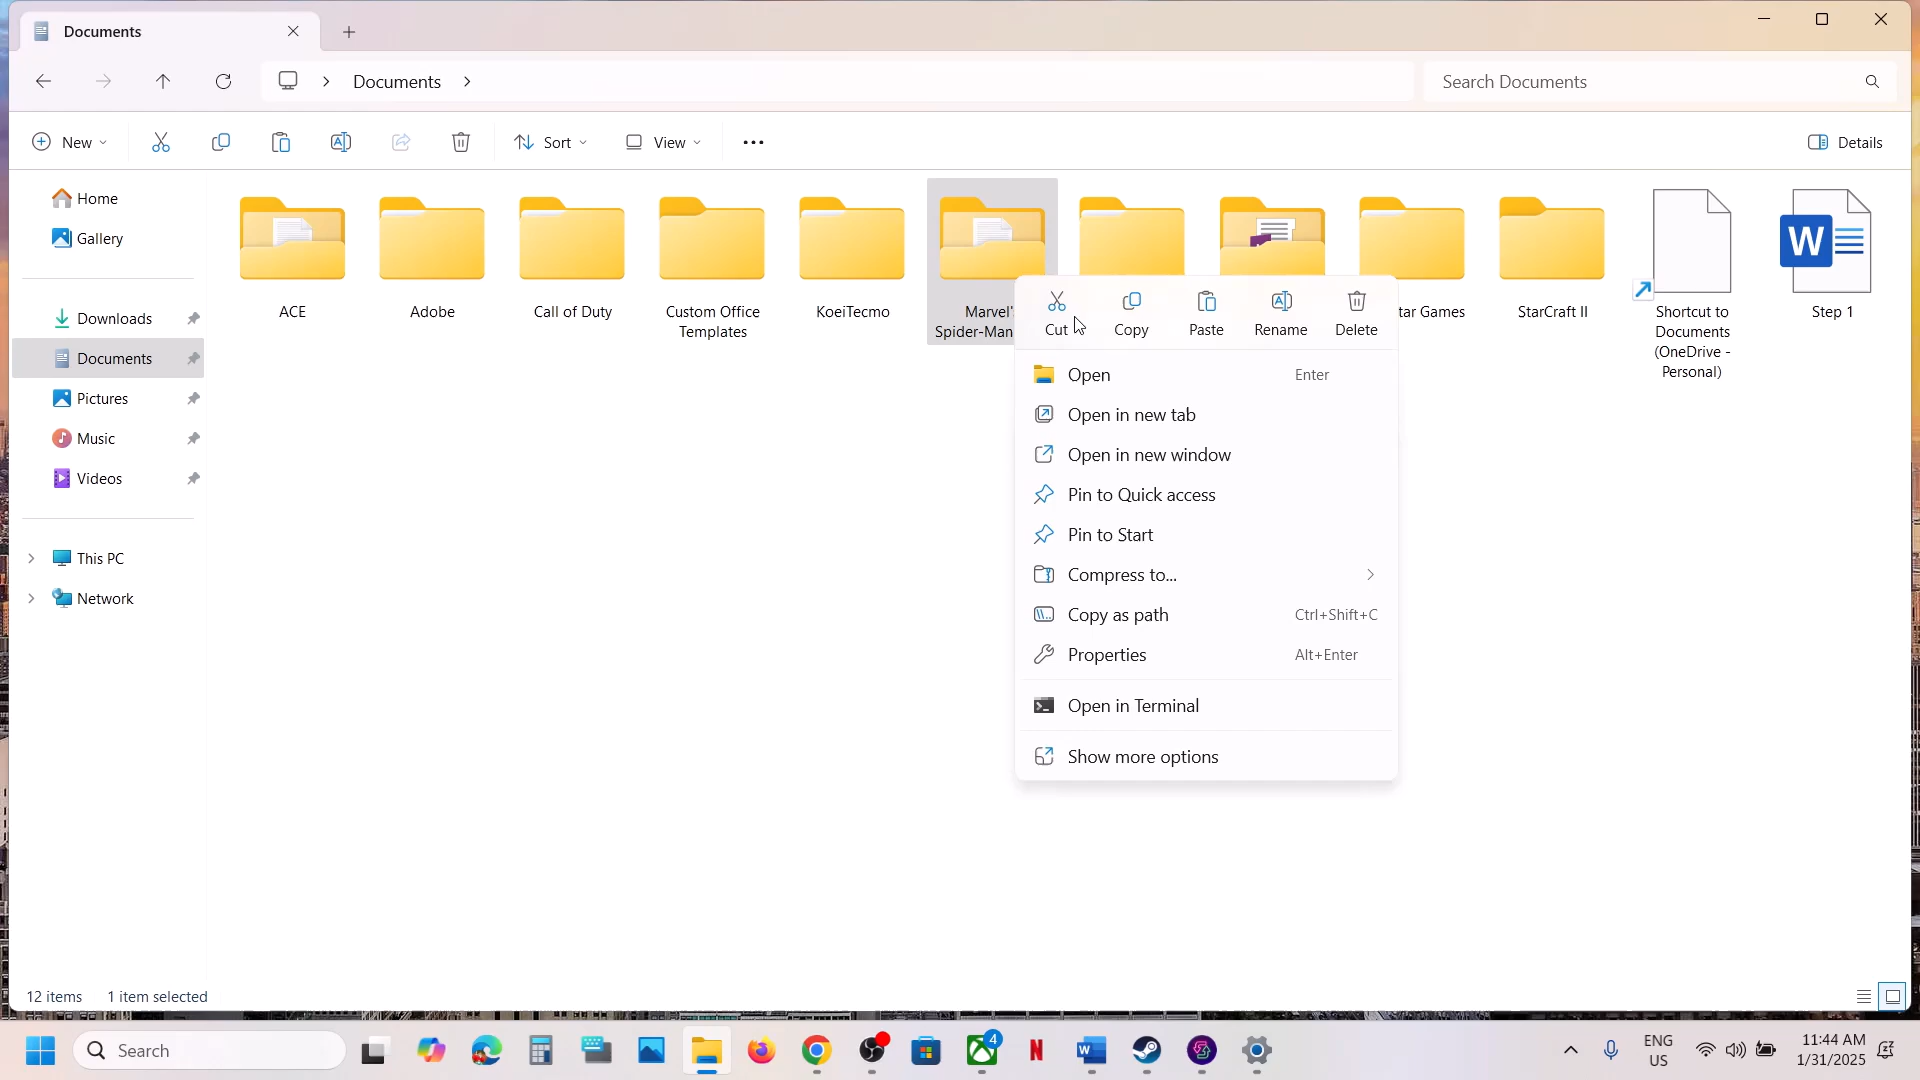 Documents
Documents
Search Documents
New
Sort
View
Details
Home
Gallery
Downloads
Documents
Pictures
Music
Videos
This PC
Network
ACE
Adobe
Call of Duty
Custom Office
Templates
KoeiTecmo
Marvel'
Spider-Man
tar Games
StarCraft II
Shortcut to
Documents
(OneDrive -
Personal)
W
Step 1
Cut
Copy
Paste
Rename
Delete
Open Enter
Open in new tab
Open in new window
Pin to Quick access
Pin to Start
Compress to...
Copy as path Ctrl+Shift+C
Properties Alt+Enter
Open in Terminal
Show more options
12 items 1 item selected
Search
4
N
ENG
US
11:44 AM
1/31/2025